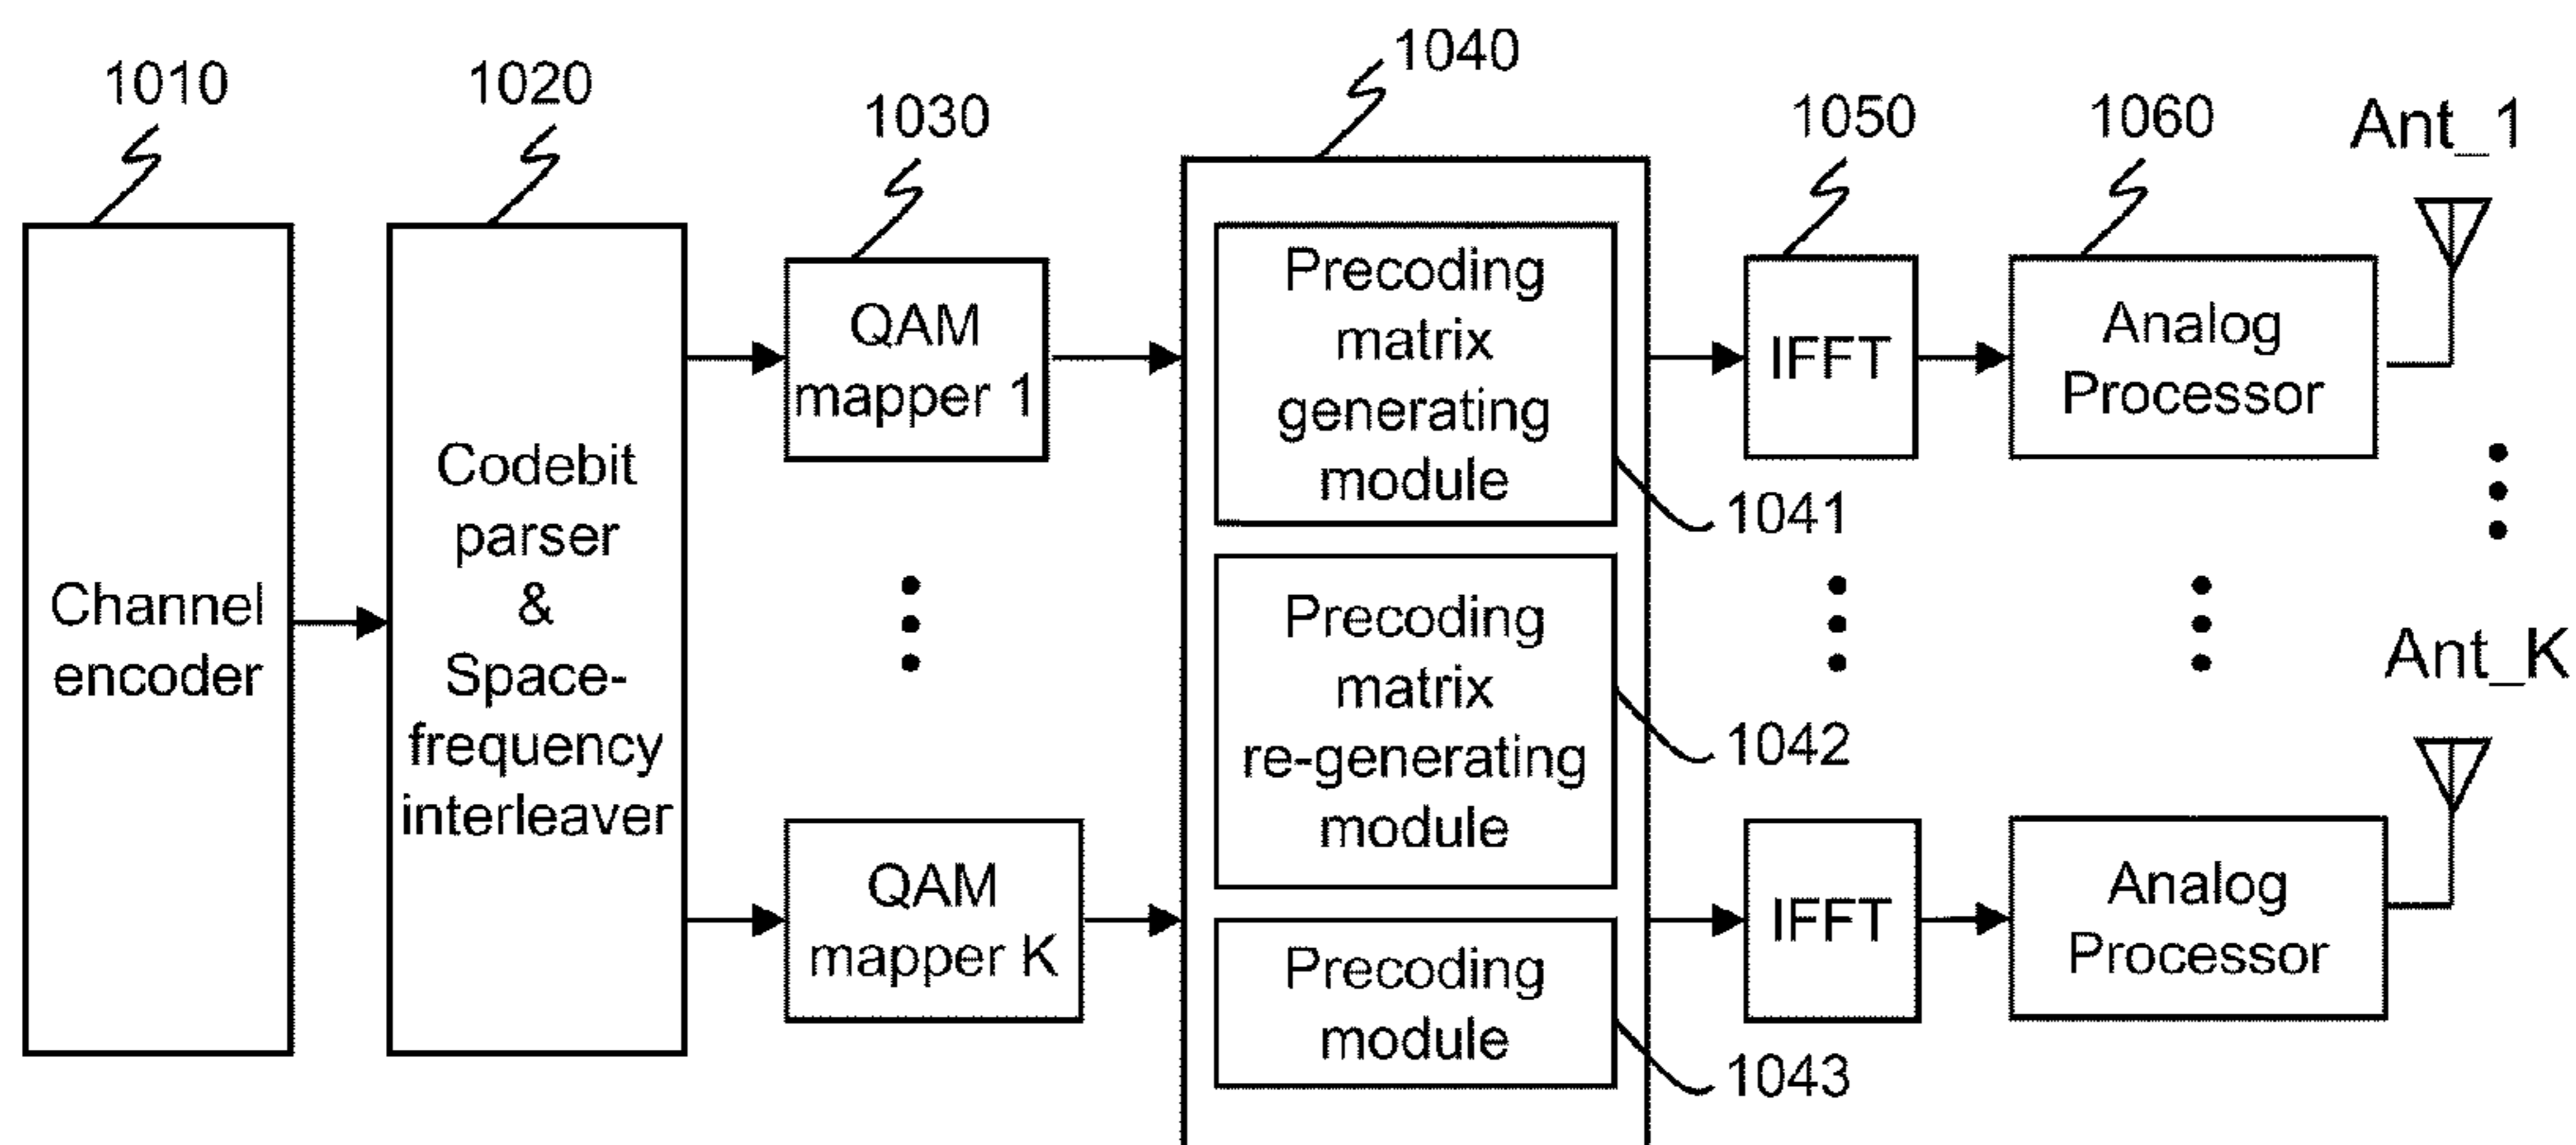 1010
1020
1030
1040
1050
1060
Ant_1
Channel
encoder
Codebit
parser
&
Space-
frequency
interleaver
QAM
mapper 1
QAM
mapper K
Precoding
matrix
generating
module
1041
Precoding
matrix
re-generating
module
1042
Precoding
module
1043
IFFT
Analog
Processor
IFFT
Analog
Processor
Ant_K